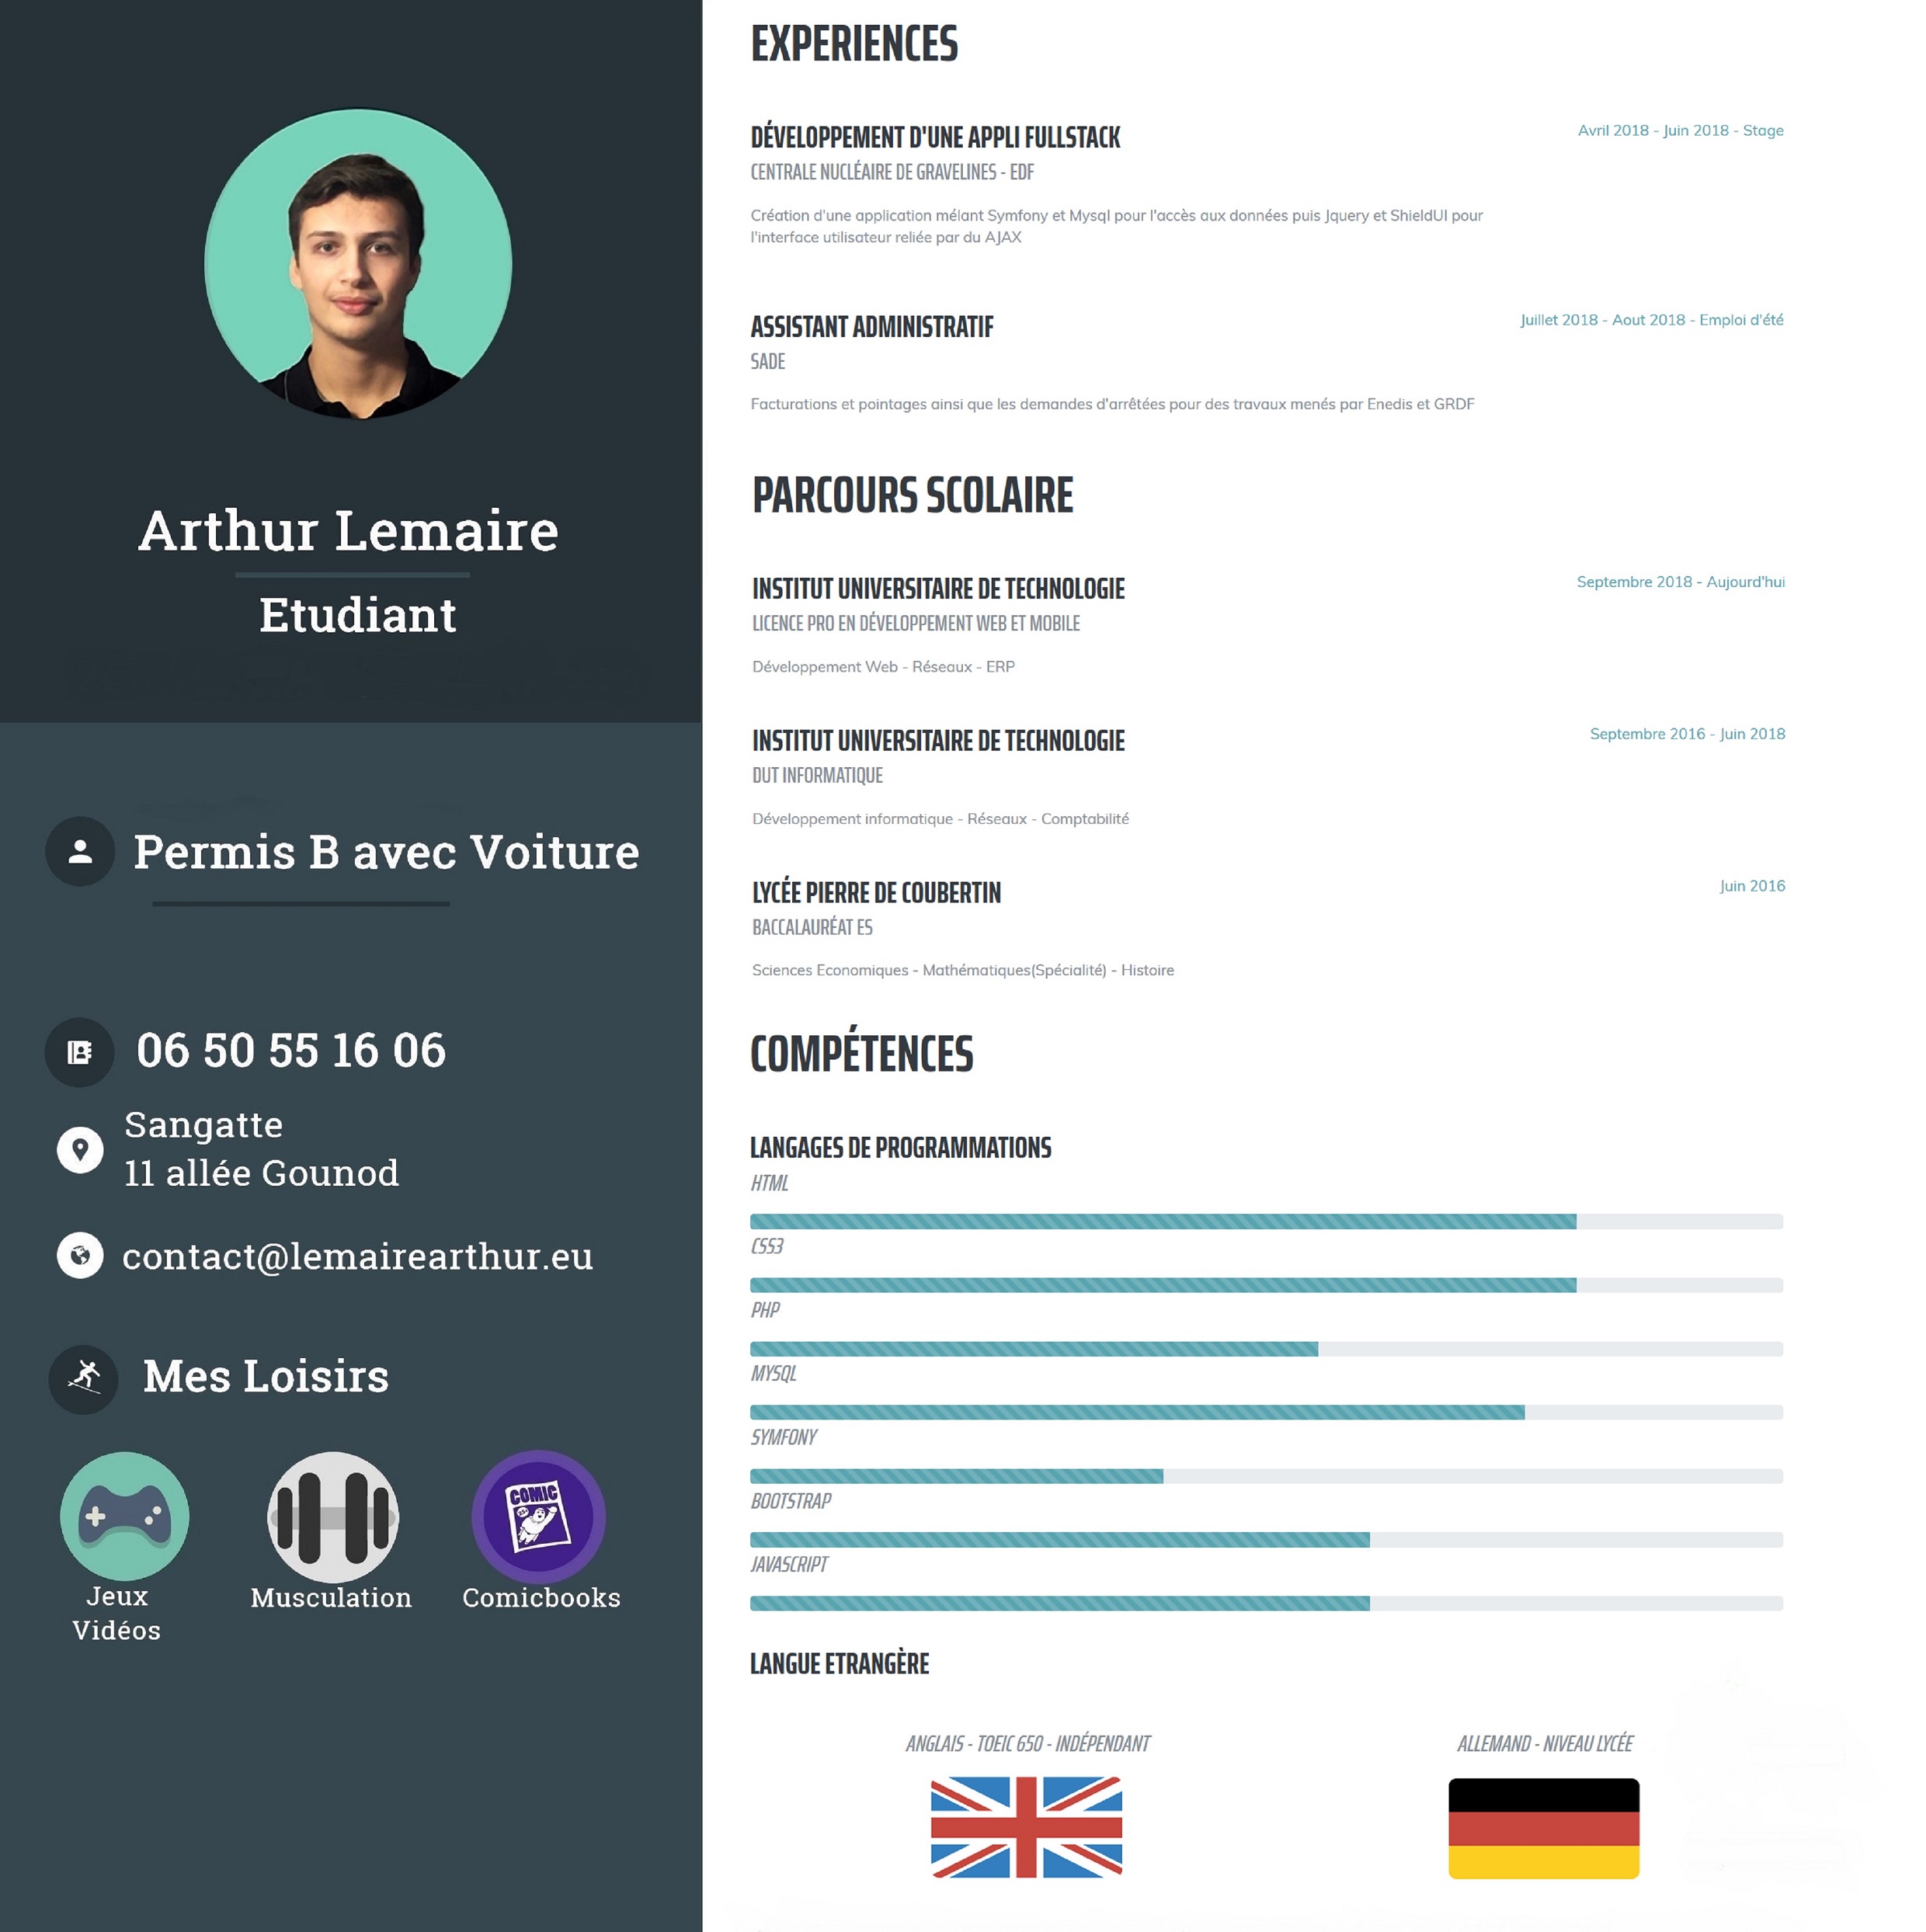 Arthur Lemaire
Etudiant
Permis B avec Voiture
06 50 55 16 06
Sangatte
11 allée Gounod
contact@lemairearthur.eu
Mes Loisirs
COMIC
Jeux
Vidéos
Musculation
Comicbooks
EXPERIENCES
DÉVELOPPEMENT D'UNE APPLI FULLSTACK
Avril 2018 - Juin 2018 - Stage
CENTRALE NUCLÉAIRE DE GRAVELINES - EDF
Création d'une application mélant Symfony et Mysql pour l'accès aux données puis Jquery et ShieldUI pour
l'interface utilisateur reliée par du AJAX
ASSISTANT ADMINISTRATIF
Juillet 2018 - Aout 2018 - Emploi d'été
SADE
Facturations et pointages ainsi que les demandes d'arrêtées pour des travaux menés par Enedis et GRDF
PARCOURS SCOLAIRE
INSTITUT UNIVERSITAIRE DE TECHNOLOGIE
Septembre 2018 - Aujourd'hui
LICENCE PRO EN DÉVELOPPEMENT WEB ET MOBILE
Développement Web - Réseaux - ERP
INSTITUT UNIVERSITAIRE DE TECHNOLOGIE
Septembre 2016 - Juin 2018
DUT INFORMATIQUE
Développement informatique - Réseaux - Comptabilité
LYCÉE PIERRE DE COUBERTIN
Juin 2016
BACCALAURÉAT ES
Sciences Economiques - Mathématiques(Spécialité) - Histoire
COMPÉTENCES
LANGAGES DE PROGRAMMATIONS
HTML
CSS3
PHP
MYSQL
SYMFONY
BOOTSTRAP
JAVASCRIPT
LANGUE ETRANGÈRE
ANGLAIS - TOEIC 650 - INDÉPENDANT
ALLEMAND - NIVEAU LYCÉE